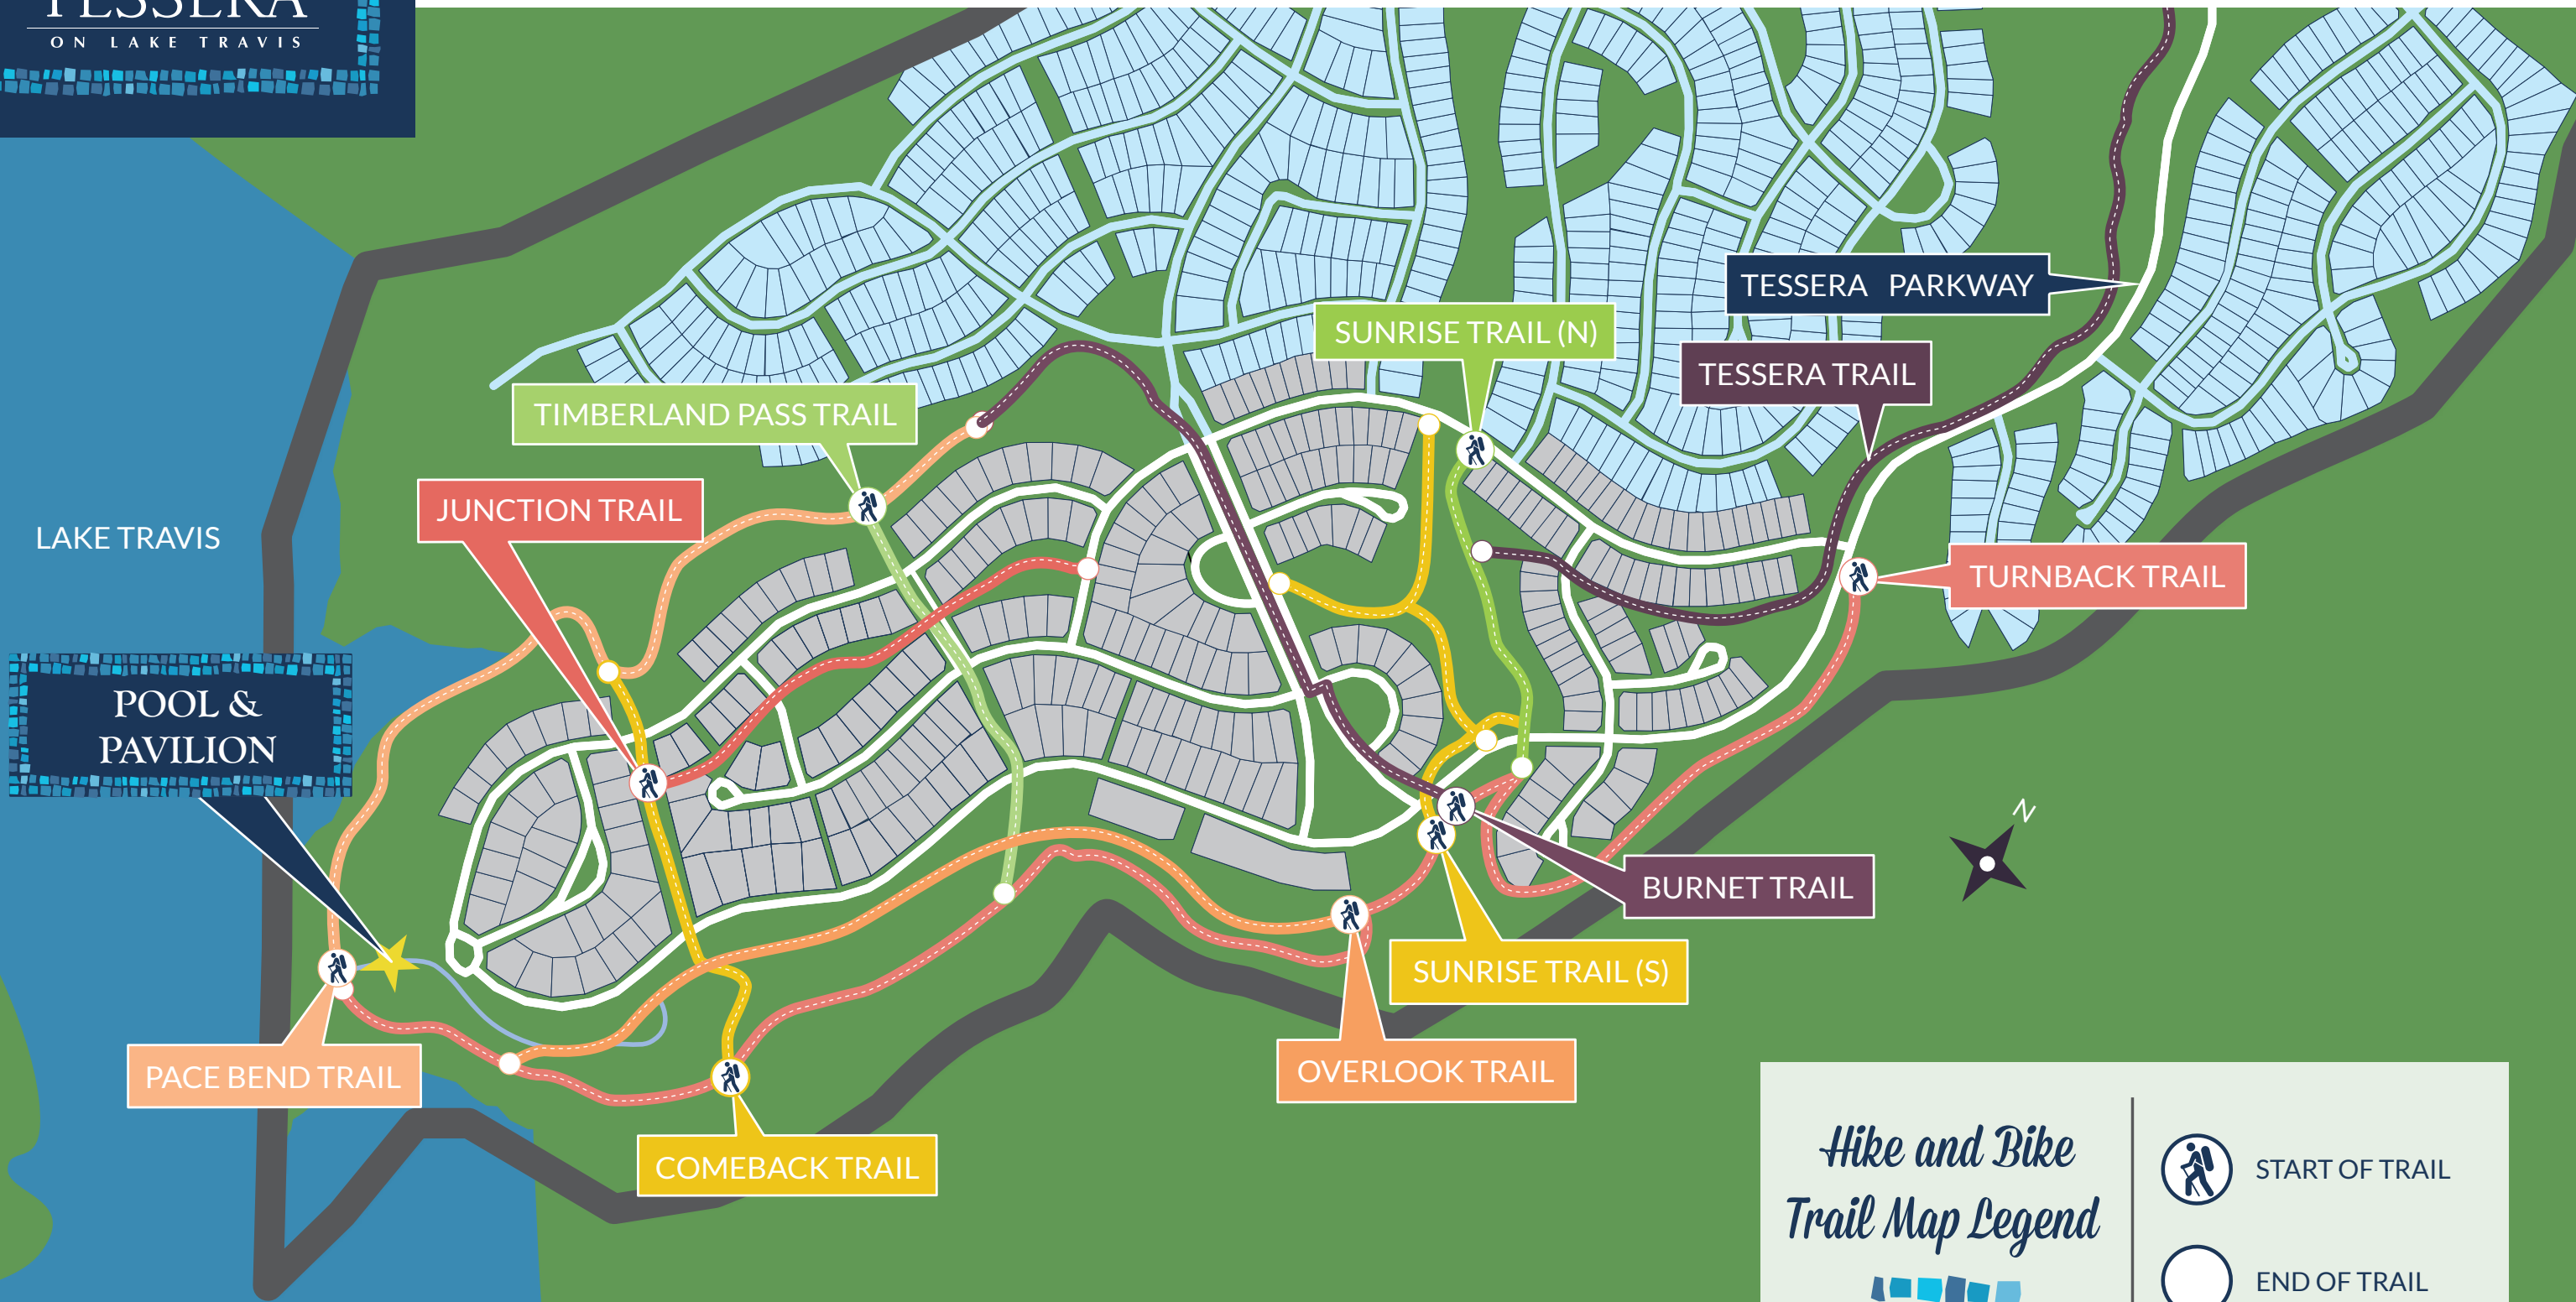 TESSERA
ON LAKE TRAVIS
TESSERA PARKWAY
SUNRISE TRAIL (N)
TESSERA TRAIL
TIMBERLAND PASS TRAIL
JUNCTION TRAIL
LAKE TRAVIS
TURNBACK TRAIL
POOL &
PAVILION
N
BURNET TRAIL
SUNRISE TRAIL (S)
OVERLOOK TRAIL
PACE BEND TRAIL
COMEBACK TRAIL
Hike and Bike
Trail Map Legend
START OF TRAIL
END OF TRAIL